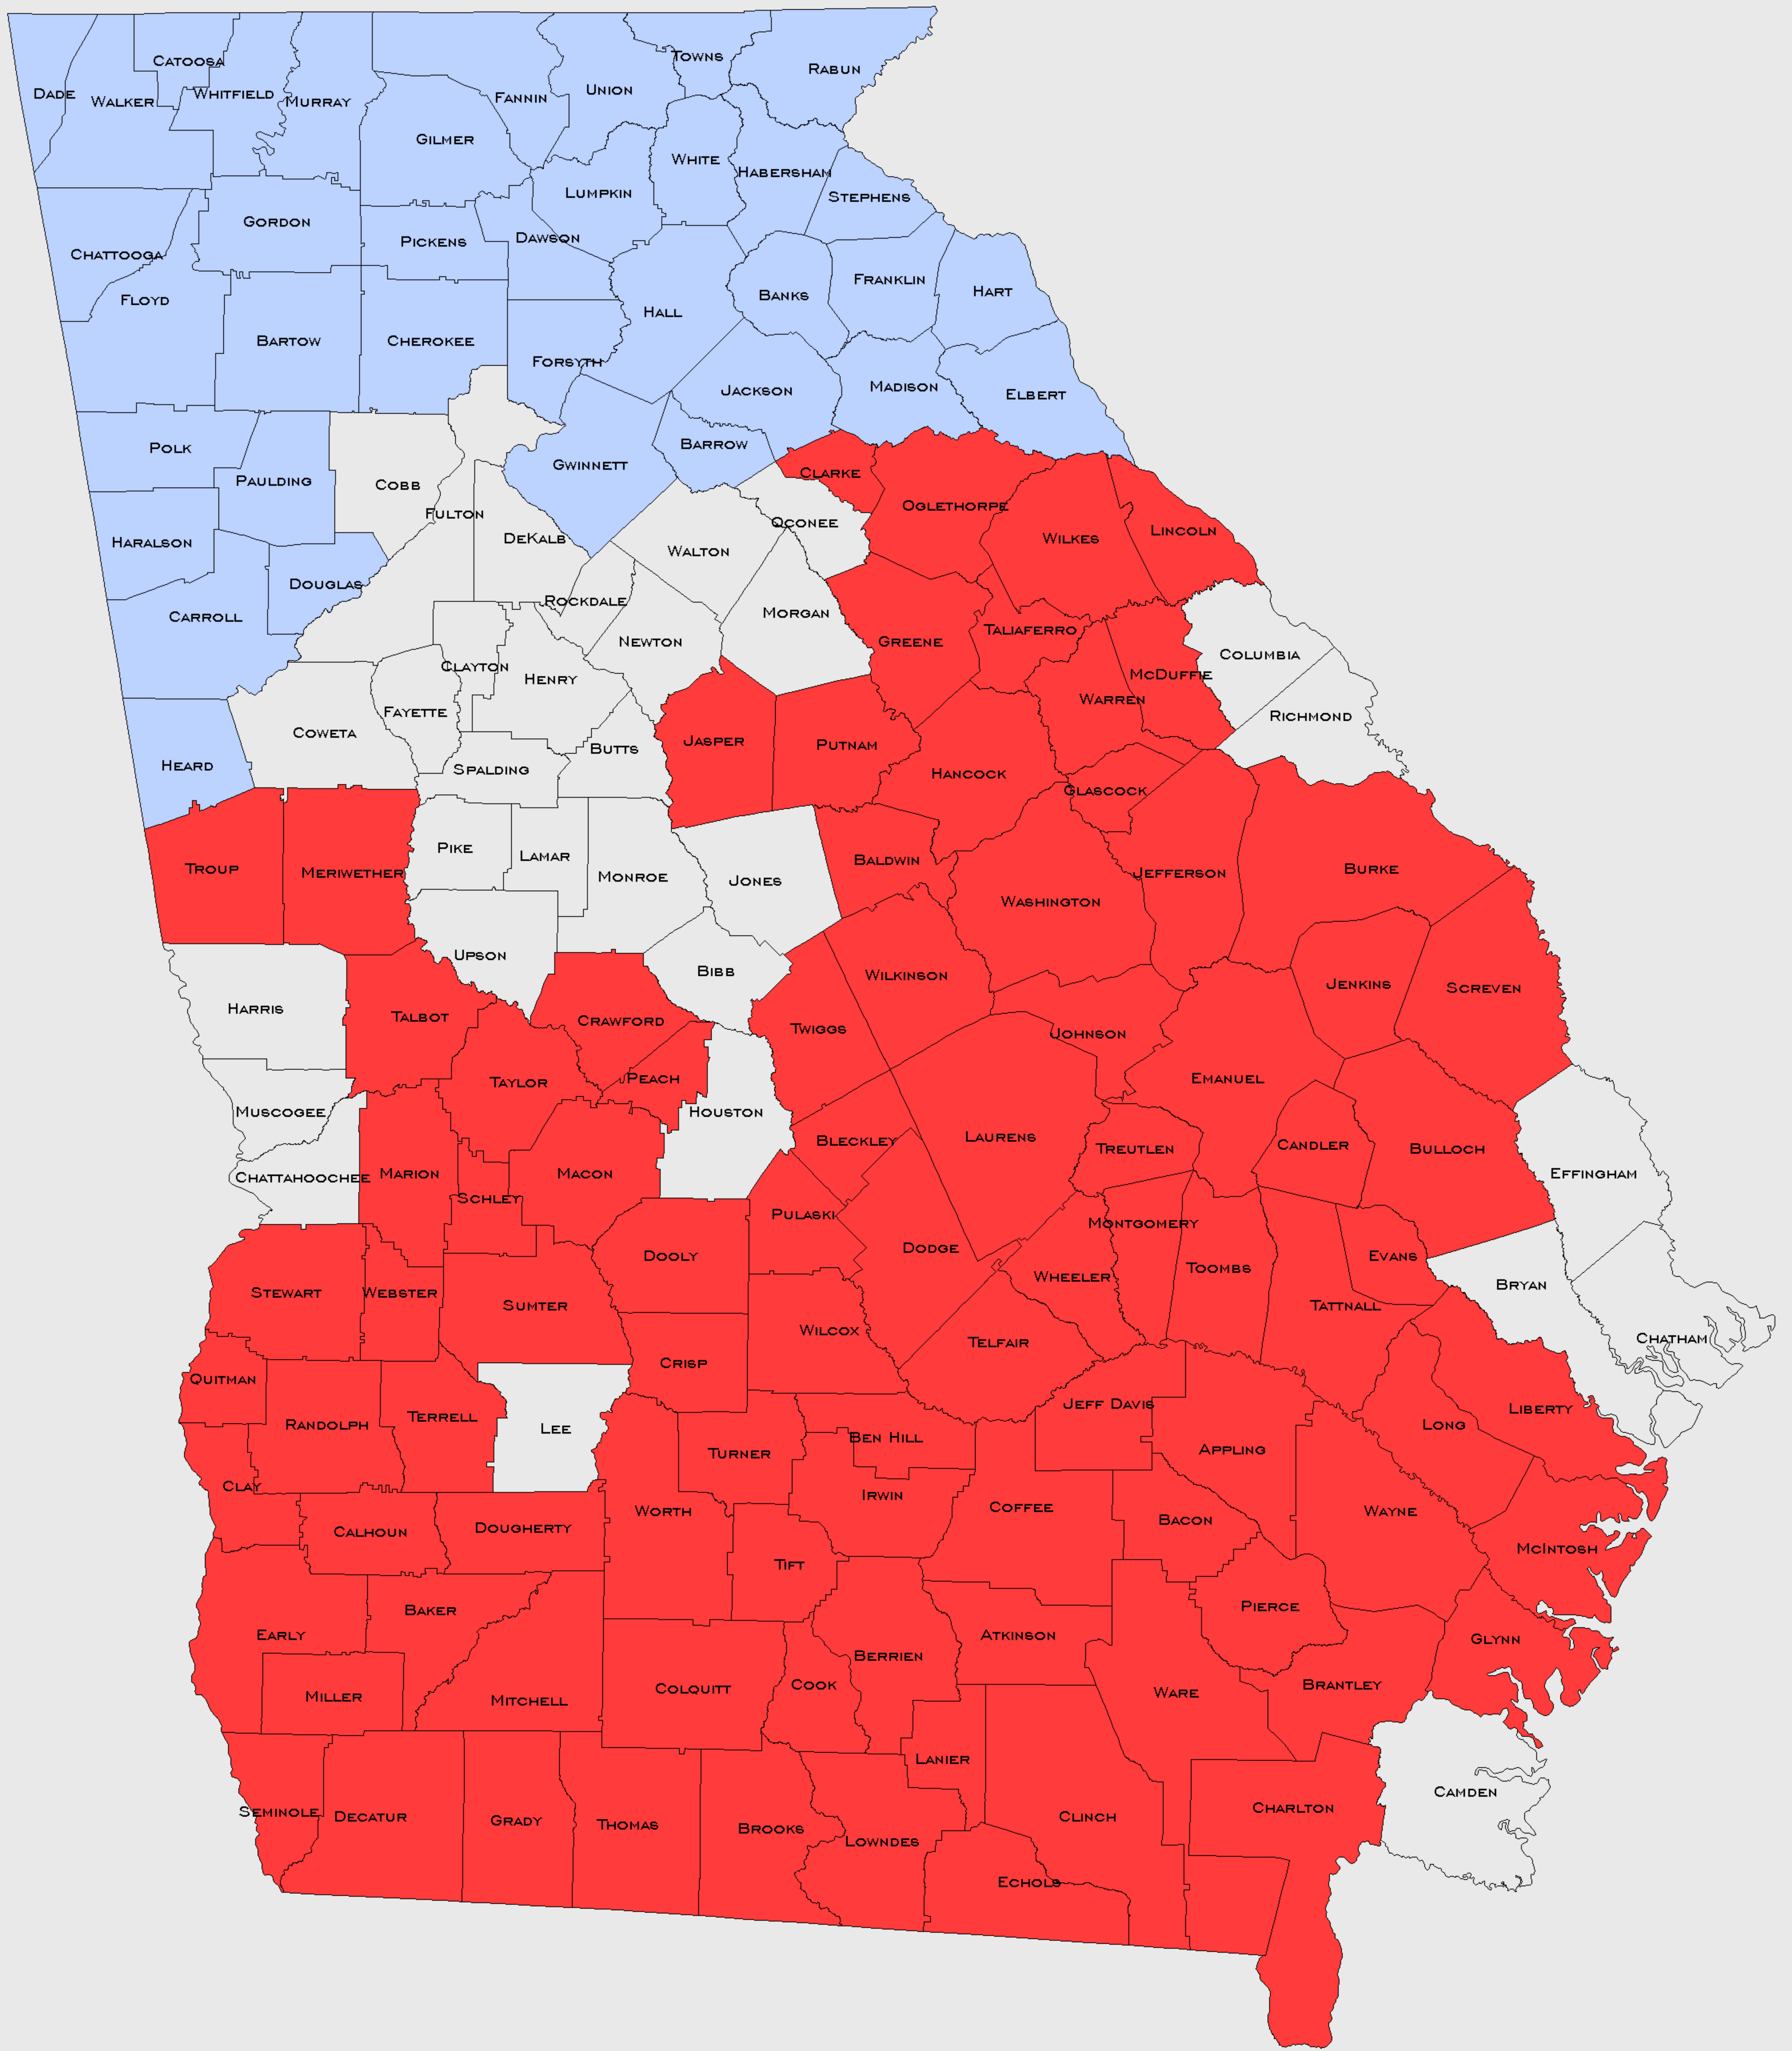 Towns
Catoosa
Rabun
Union
Dade
Whitfield
Fannin
Walker
Murray
Gilmer
White
Habersham
Lumpkin
Stephens
Gordon
Dawson
Pickens
Chattooga
Franklin
Hart
Banks
Floyd
Hall
Bartow
Cherokee
Forsyth
Madison
Jackson
Elbert
Barrow
Polk
Gwinnett
Clarke
Paulding
Cobb
Oglethorpe
Fulton
Oconee
Lincoln
DeKalb
Wilkes
Haralson
Walton
Douglas
Rockdale
Morgan
Carroll
Taliaferro
Newton
Greene
Columbia
Clayton
McDuffie
Henry
Warren
Fayette
Richmond
Coweta
Jasper
Putnam
Butts
Heard
Spalding
Hancock
Glascock
Pike
Lamar
Baldwin
Troup
Burke
Meriwether
Jefferson
Monroe
Jones
Washington
Upson
Bibb
Wilkinson
Jenkins
Screven
Harris
Talbot
Crawford
Twiggs
Johnson
Peach
Emanuel
Taylor
Muscogee
Houston
Laurens
Bleckley
Candler
Treutlen
Bulloch
Marion
Macon
Effingham
Chattahoochee
Schley
Pulaski
Montgomery
Dodge
Dooly
Evans
Toombs
Wheeler
Bryan
Stewart
Webster
Sumter
Tattnall
Wilcox
Chatham
Telfair
Crisp
Quitman
Jeff Davis
Liberty
Terrell
Randolph
Long
Lee
Ben Hill
Appling
Turner
Clay
Irwin
Coffee
Worth
Wayne
Bacon
Dougherty
Calhoun
McIntosh
Tift
Pierce
Baker
Early
Atkinson
Glynn
Berrien
Cook
Brantley
Colquitt
Ware
Miller
Mitchell
Lanier
Camden
Charlton
Seminole
Decatur
Clinch
Grady
Thomas
Brooks
Lowndes
Echols